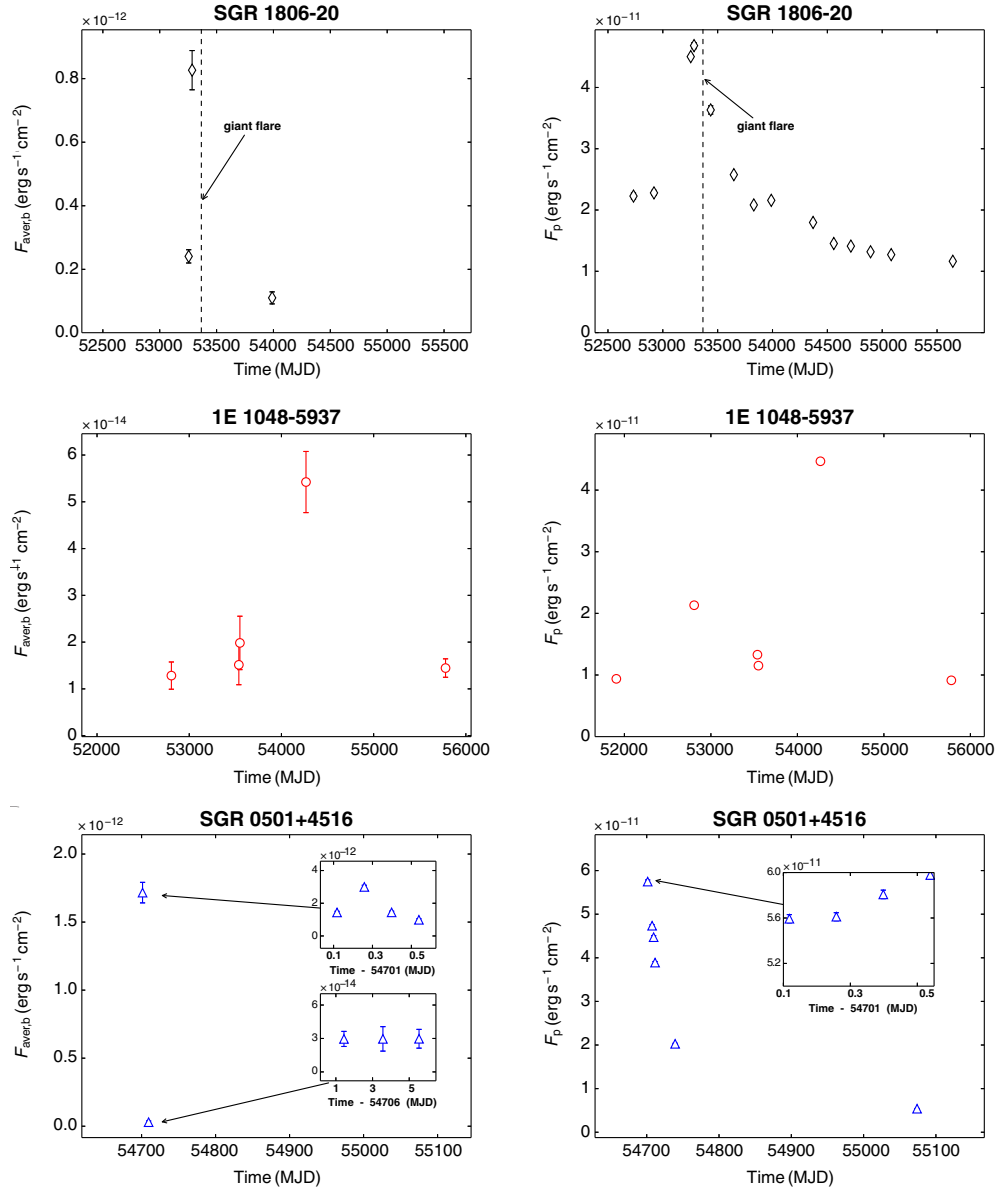 SGR 1806-20
× 10⁻¹²
0.8
0.6
0.4
0.2
0.0
F_aver,b (erg s⁻¹ cm⁻²)
giant flare
52500 53000 53500 54000 54500 55000 55500
Time (MJD)
SGR 1806-20
× 10⁻¹¹
4
3
2
1
0
F_p (erg s⁻¹ cm⁻²)
giant flare
52500 53000 53500 54000 54500 55000 55500
Time (MJD)
1E 1048-5937
× 10⁻¹⁴
6
5
4
3
2
1
0
F_aver,b (erg s⁻¹ cm⁻²)
52000 53000 54000 55000 56000
Time (MJD)
1E 1048-5937
× 10⁻¹¹
4
3
2
1
0
F_p (erg s⁻¹ cm⁻²)
52000 53000 54000 55000 56000
Time (MJD)
SGR 0501+4516
× 10⁻¹²
2.0
1.5
1.0
0.5
0.0
F_aver,b (erg s⁻¹ cm⁻²)
× 10⁻¹²
4
2
0
0.1 0.3 0.5
Time - 54701 (MJD)
× 10⁻¹⁴
6
3
0
1 3 5
Time - 54706 (MJD)
54700 54800 54900 55000 55100
Time (MJD)
SGR 0501+4516
× 10⁻¹¹
6
5
4
3
2
1
0
F_p (erg s⁻¹ cm⁻²)
× 10⁻¹¹
6.0
5.6
5.2
0.1 0.3 0.5
Time - 54701 (MJD)
54700 54800 54900 55000 55100
Time (MJD)